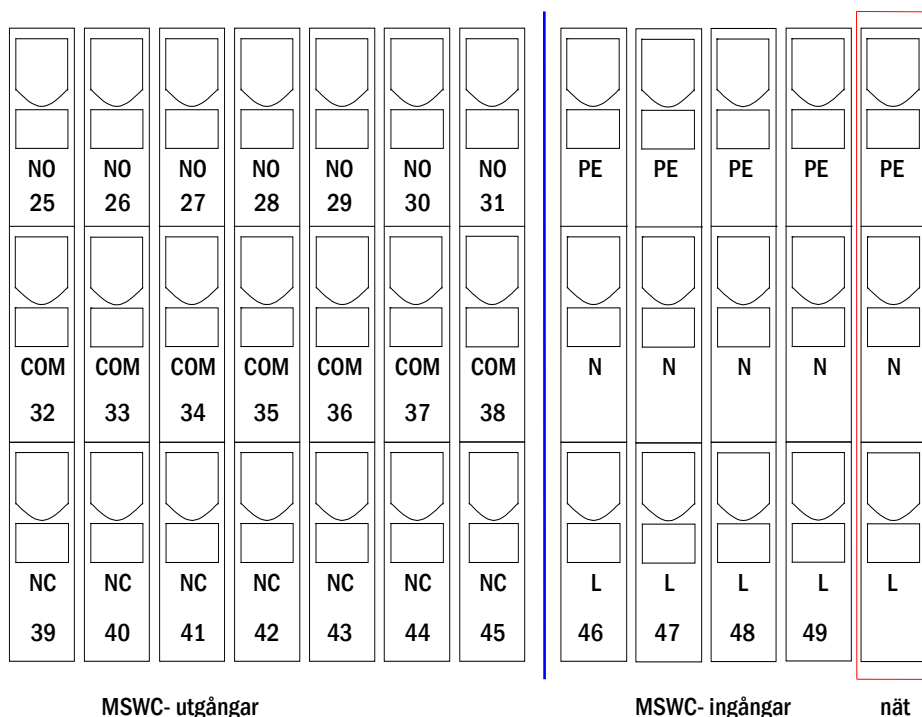 NO NO NO NO NO NO NO PE PE PE PE PE
25 26 27 28 29 30 31
COM COM COM COM COM COM COM N N N N N
32 33 34 35 36 37 38
NC NC NC NC NC NC NC L L L L L
39 40 41 42 43 44 45 46 47 48 49
MSWC- utgångar MSWC- ingångar nät